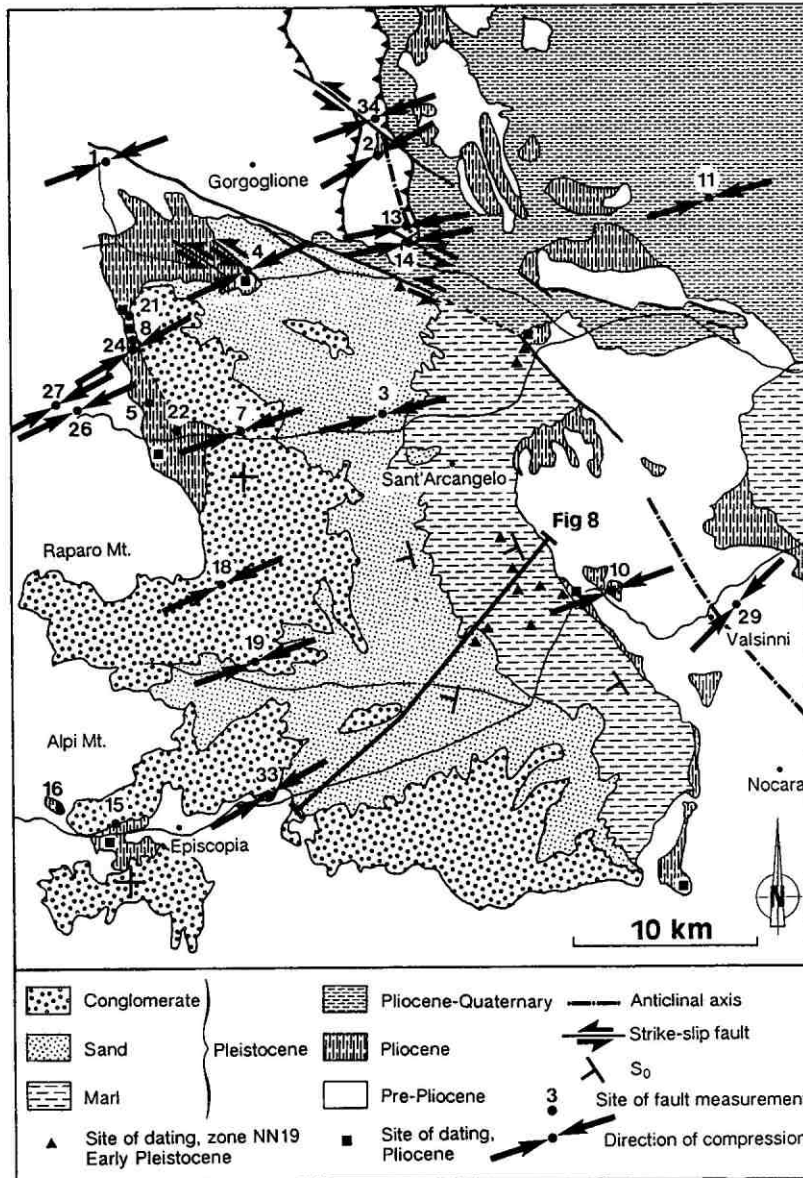 34
2
1
Gorgoglione
11
13
14
4
21
8
24
27
26
5
22
7
3
Sant'Arcangelo
Fig 8
Raparo Mt.
18
10
29
Valsinni
19
Alpi Mt.
16
15
33
Nocara
Episcopia
N
10 km
Conglomerate
Sand
Marl
Pleistocene
Site of dating, zone NN19
Early Pleistocene
Pliocene-Quaternary
Pliocene
Pre-Pliocene
Site of dating,
Pliocene
Anticlinal axis
Strike-slip fault
S0
3
Site of fault measurement
Direction of compression